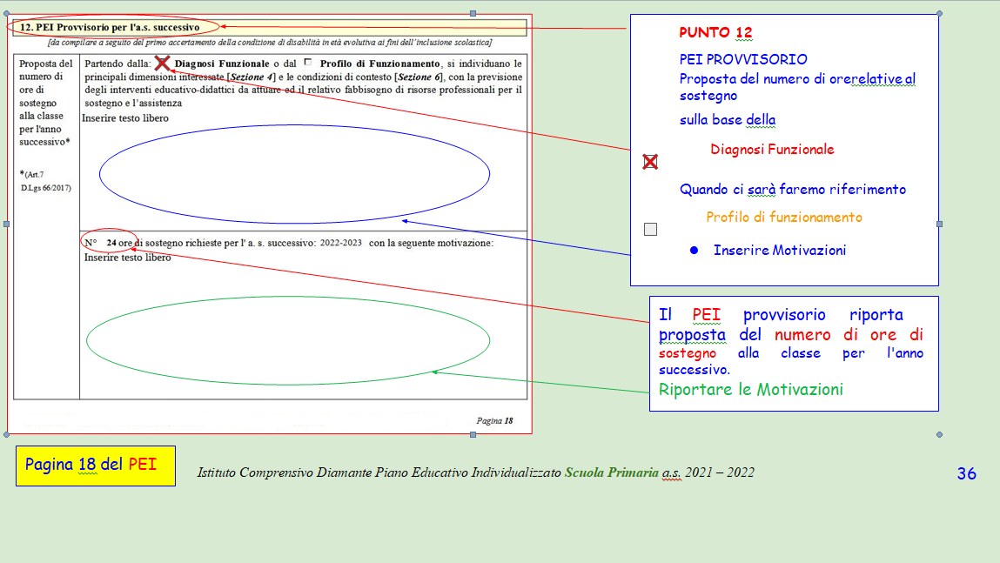 12. PEI Provvisorio per l'a.s. successivo
[da compilare a seguito del primo accertamento della condizione di disabilità in età evolutiva ai fini dell'inclusione scolastica]
Proposta del
numero di
ore di
sostegno
alla classe
per l'anno
successivo*
*(Art.7
D.Lgs 66/2017)
Partendo dalla: Diagnosi Funzionale o dal Profilo di Funzionamento, si individuano le
principali dimensioni interessate [Sezione 4] e le condizioni di contesto [Sezione 6], con la previsione
degli interventi educativo-didattici da attuare ed il relativo fabbisogno di risorse professionali per il
sostegno e l'assistenza
Inserire testo libero
N° 24 ore di sostegno richieste per l' a. s. successivo: 2022-2023 con la seguente motivazione:
Inserire testo libero
Pagina 18
PUNTO 12
PEI PROVVISORIO
Proposta del numero di orerelative al
sostegno
sulla base della
Diagnosi Funzionale
Quando ci sarà faremo riferimento
Profilo di funzionamento
● Inserire Motivazioni
Il PEI provvisorio riporta
proposta del numero di ore di
sostegno alla classe per l'anno
successivo.
Riportare le Motivazioni
Pagina 18 del PEI
Istituto Comprensivo Diamante Piano Educativo Individualizzato Scuola Primaria a.s. 2021 – 2022
36